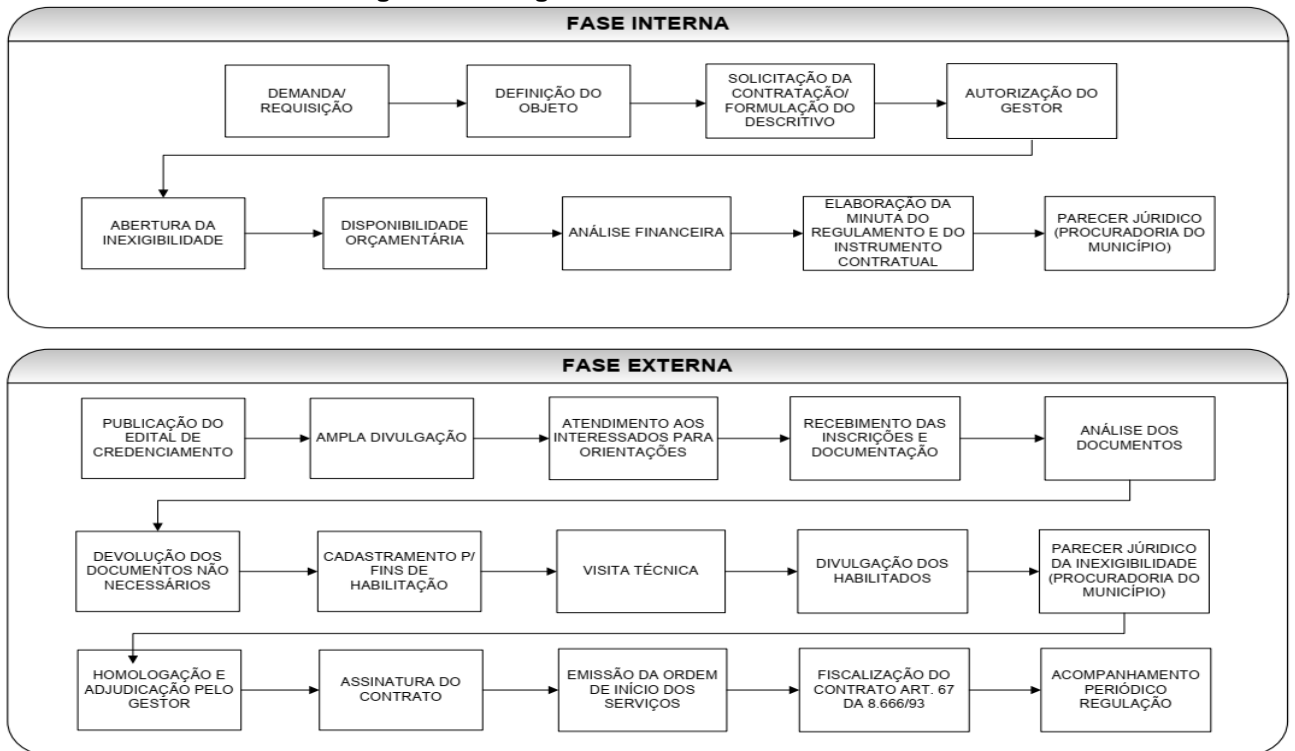 FASE INTERNA
DEMANDA/
REQUISIÇÃO
DEFINIÇÃO DO
OBJETO
SOLICITAÇÃO DA
CONTRATAÇÃO/
FORMULAÇÃO DO
DESCRITIVO
AUTORIZAÇÃO DO
GESTOR
ABERTURA DA
INEXIGIBILIDADE
DISPONIBILIDADE
ORÇAMENTÁRIA
ANÁLISE FINANCEIRA
ELABORAÇÃO DA
MINUTA DO
REGULAMENTO E DO
INSTRUMENTO
CONTRATUAL
PARECER JÚRIDICO
(PROCURADORIA DO
MUNICÍPIO)
FASE EXTERNA
PUBLICAÇÃO DO
EDITAL DE
CREDENCIAMENTO
AMPLA DIVULGAÇÃO
ATENDIMENTO AOS
INTERESSADOS PARA
ORIENTAÇÕES
RECEBIMENTO DAS
INSCRIÇÕES E
DOCUMENTAÇÃO
ANÁLISE DOS
DOCUMENTOS
DEVOLUÇÃO DOS
DOCUMENTOS NÃO
NECESSÁRIOS
CADASTRAMENTO P/
FINS DE
HABILITAÇÃO
VISITA TÉCNICA
DIVULGAÇÃO DOS
HABILITADOS
PARECER JÚRIDICO
DA INEXIGIBILIDADE
(PROCURADORIA DO
MUNICÍPIO)
HOMOLOGAÇÃO E
ADJUDICAÇÃO PELO
GESTOR
ASSINATURA DO
CONTRATO
EMISSÃO DA ORDEM
DE INÍCIO DOS
SERVIÇOS
FISCALIZAÇÃO DO
CONTRATO ART. 67
DA 8.666/93
ACOMPANHAMENTO
PERIÓDICO
REGULAÇÃO